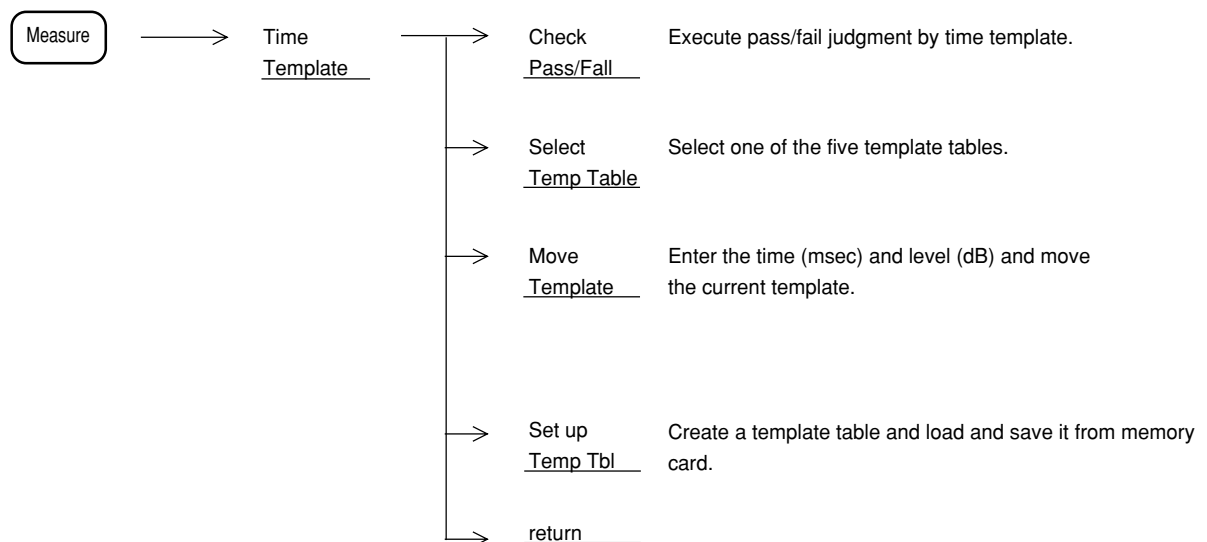 Measure
Time
Template
Check
Pass/Fall
Execute pass/fail judgment by time template.
Select
Temp Table
Select one of the five template tables.
Move
Template
Enter the time (msec) and level (dB) and move
the current template.
Set up
Temp Tbl
Create a template table and load and save it from memory
card.
return